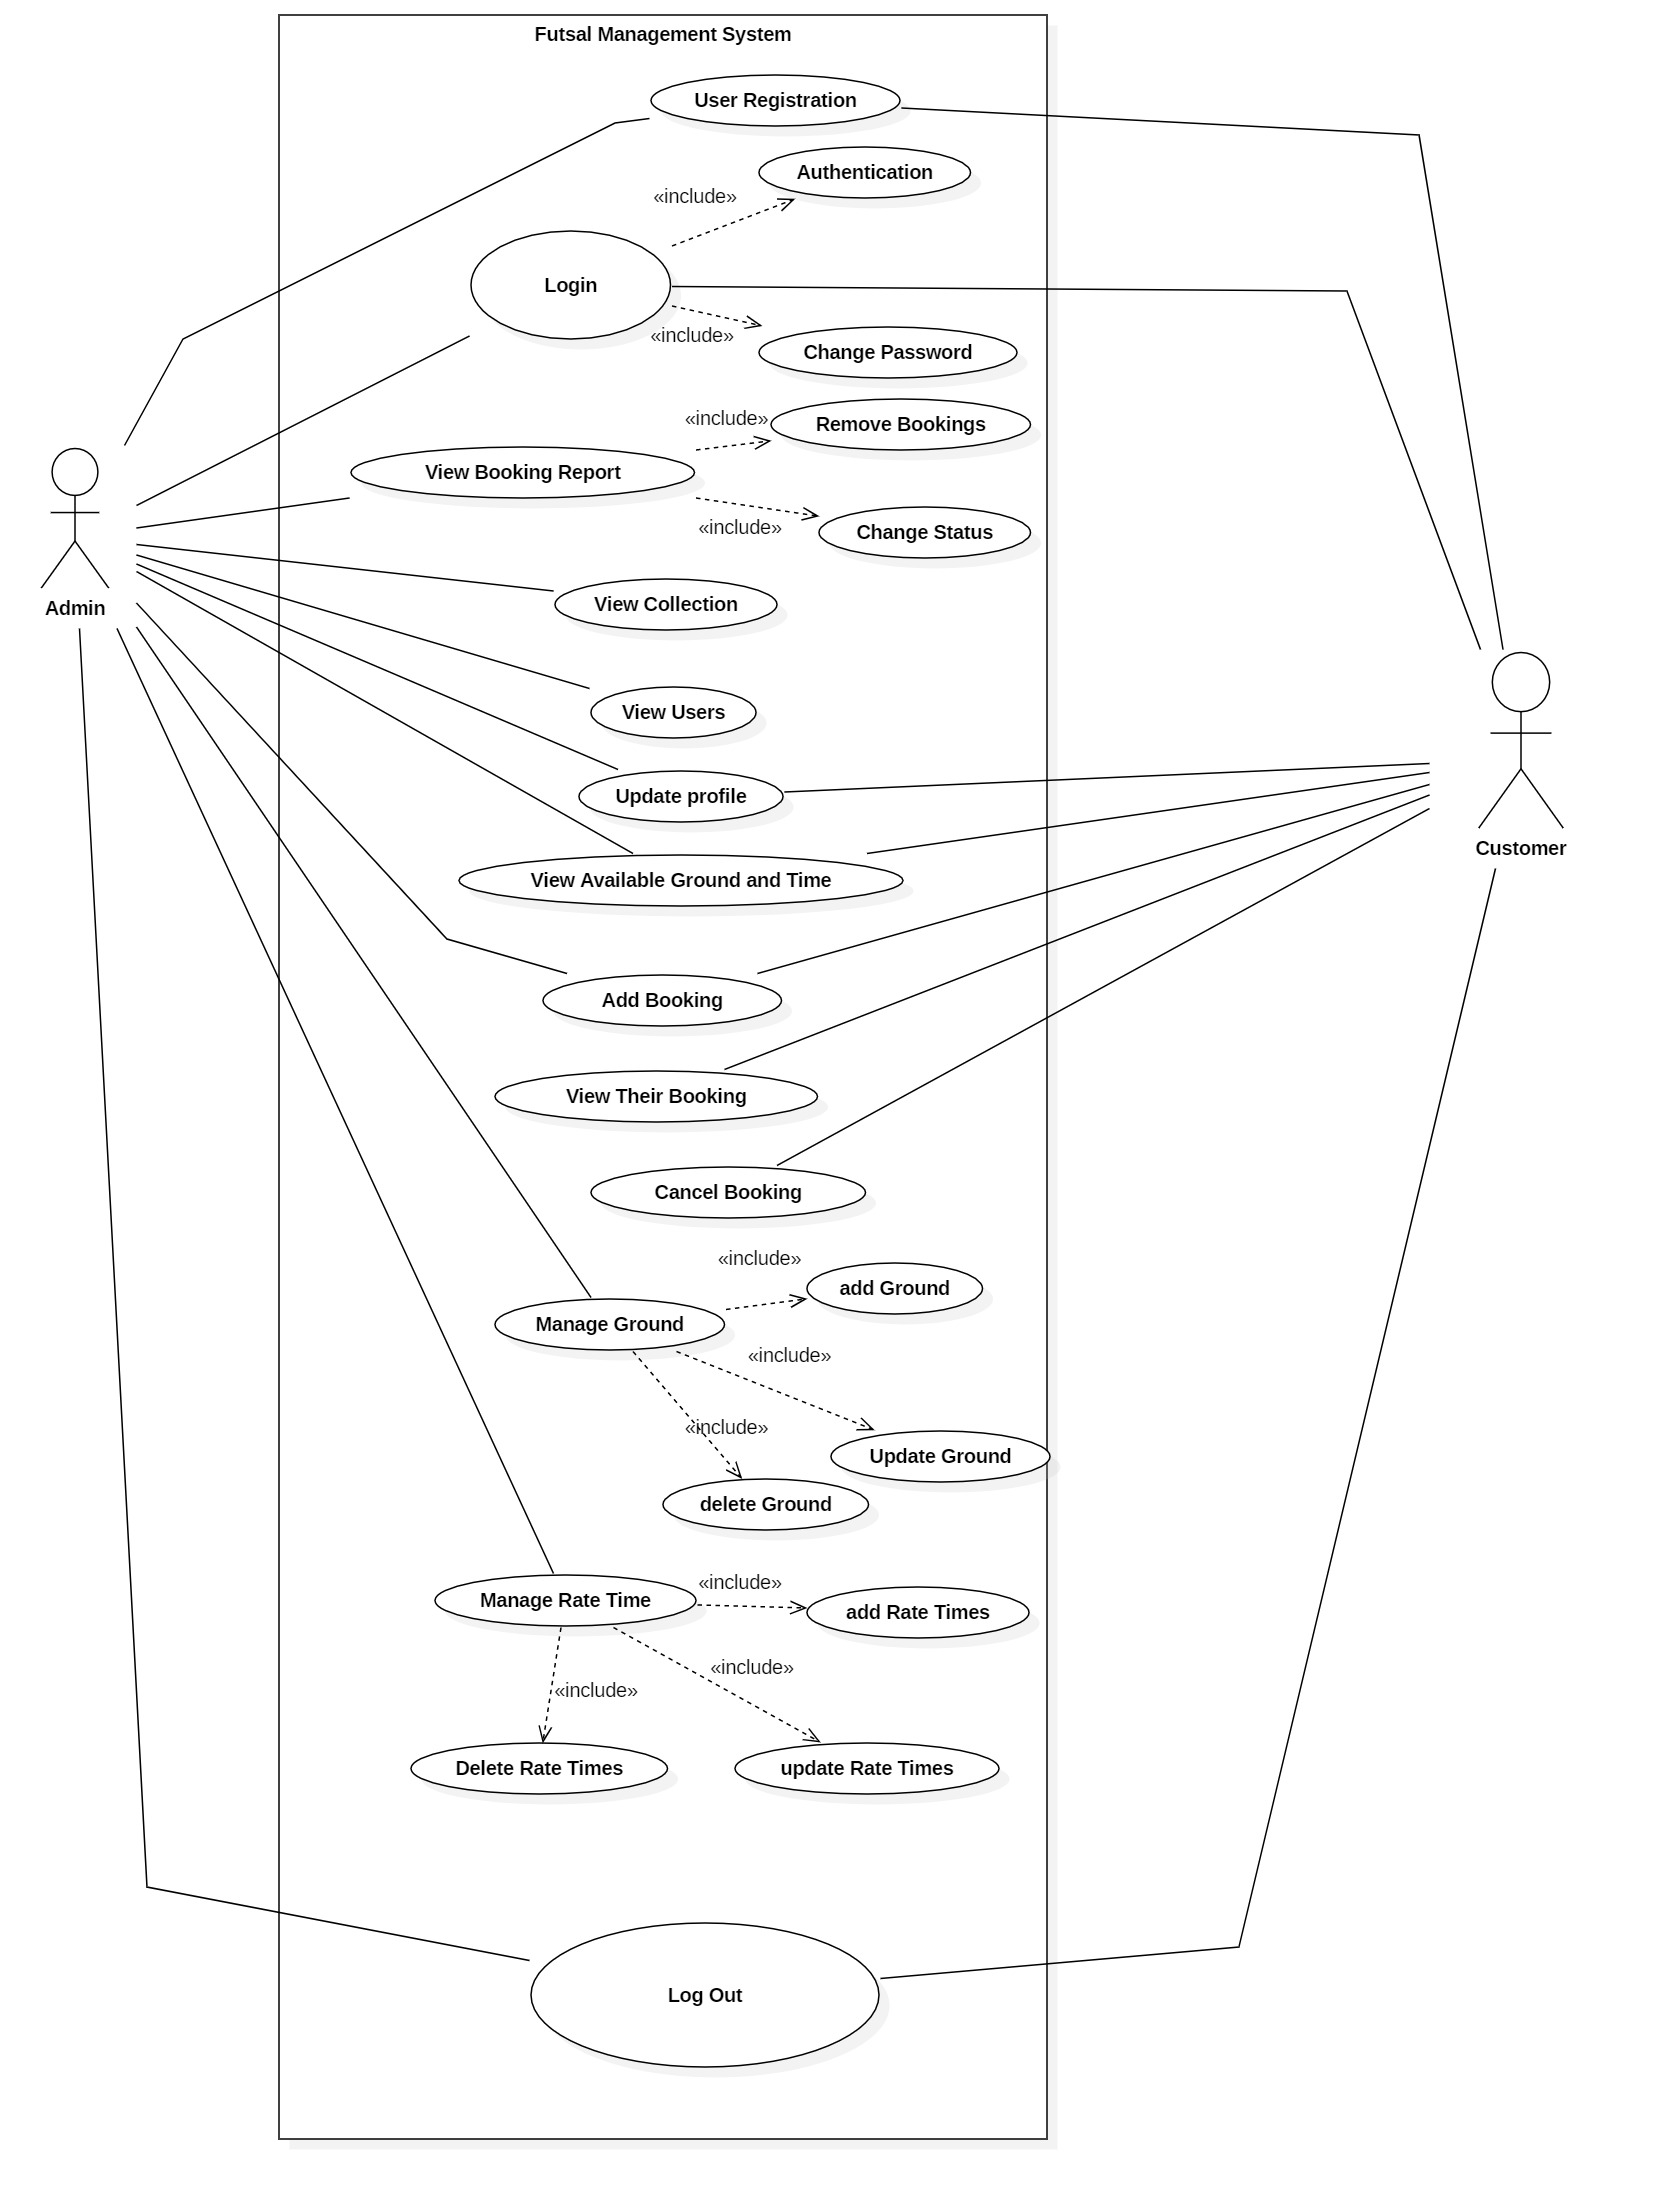 Futsal Management System
User Registration
Authentication
«include»
Login
«include»
Change Password
«include»
Remove Bookings
View Booking Report
«include»
Change Status
Admin
View Collection
View Users
Update profile
Customer
View Available Ground and Time
Add Booking
View Their Booking
Cancel Booking
«include»
add Ground
Manage Ground
«include»
«include»
Update Ground
delete Ground
«include»
Manage Rate Time
add Rate Times
«include»
«include»
Delete Rate Times
update Rate Times
Log Out